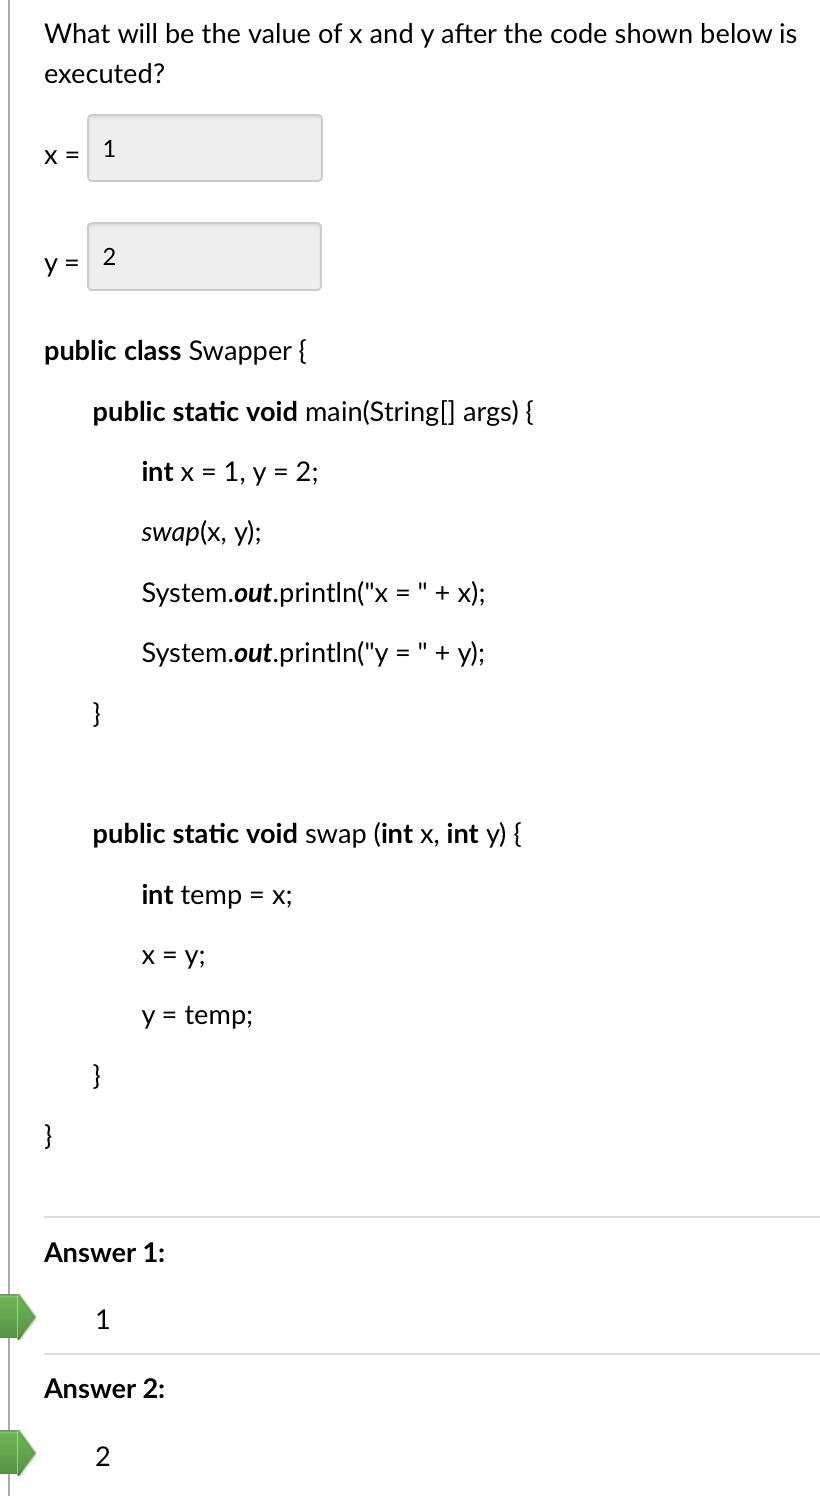 What will be the value of x and y after the code shown below is
executed?
x = 1
y = 2
public class Swapper {
public static void main(String[] args) {
int x = 1, y = 2;
swap(x, y);
System.out.println("x = " + x);
System.out.println("y = " + y);
}
public static void swap (int x, int y) {
int temp = x;
x = y;
y = temp;
}
}
Answer 1:
1
Answer 2:
2